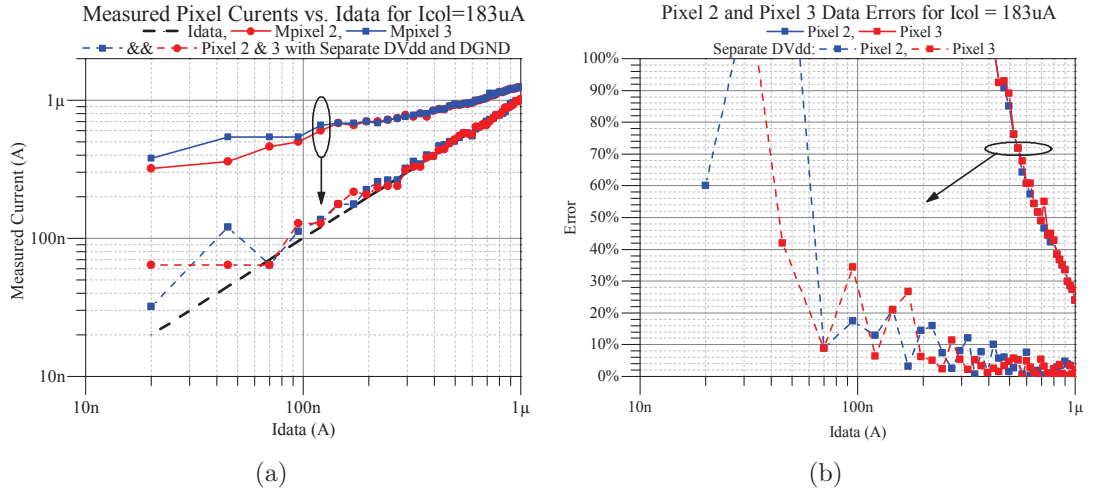 Measured Pixel Curents vs. Idata for Icol=183uA
Idata, Mpixel 2, Mpixel 3
&& Pixel 2 & 3 with Separate DVdd and DGND
1µ
100n
10n
Measured Current (A)
10n 100n 1µ
Idata (A)
(a)
Pixel 2 and Pixel 3 Data Errors for Icol = 183uA
Pixel 2, Pixel 3
Separate DVdd: Pixel 2, Pixel 3
100%
90%
80%
70%
60%
50%
40%
30%
20%
10%
0%
Error
10n 100n 1µ
Idata (A)
(b)